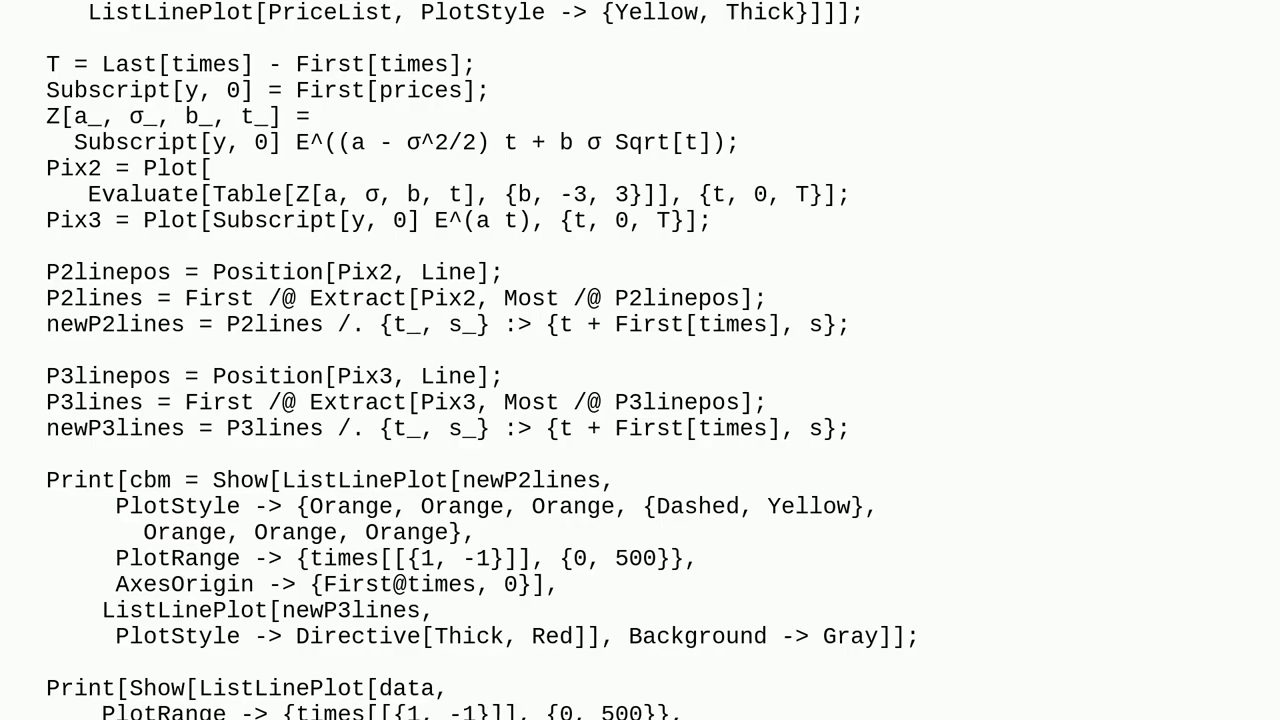 ListLinePlot[PriceList, PlotStyle -> {Yellow, Thick}]]];
T = Last[times] - First[times];
Subscript[y, 0] = First[prices];
Z[a_, σ_, b_, t_] =
Subscript[y, 0] E^((a - σ^2/2) t + b σ Sqrt[t]);
Pix2 = Plot[
Evaluate[Table[Z[a, σ, b, t], {b, -3, 3}]], {t, 0, T}];
Pix3 = Plot[Subscript[y, 0] E^(a t), {t, 0, T}];
P2linepos = Position[Pix2, Line];
P2lines = First /@ Extract[Pix2, Most /@ P2linepos];
newP2lines = P2lines /. {t_, s_} :> {t + First[times], s};
P3linepos = Position[Pix3, Line];
P3lines = First /@ Extract[Pix3, Most /@ P3linepos];
newP3lines = P3lines /. {t_, s_} :> {t + First[times], s};
Print[cbm = Show[ListLinePlot[newP2lines,
PlotStyle -> {Orange, Orange, Orange, {Dashed, Yellow},
Orange, Orange, Orange},
PlotRange -> {times[[{1, -1}]], {0, 500}},
AxesOrigin -> {First@times, 0}],
ListLinePlot[newP3lines,
PlotStyle -> Directive[Thick, Red]], Background -> Gray]];
Print[Show[ListLinePlot[data,
PlotRange -> {times[[{1, -1}]], {0, 500}},